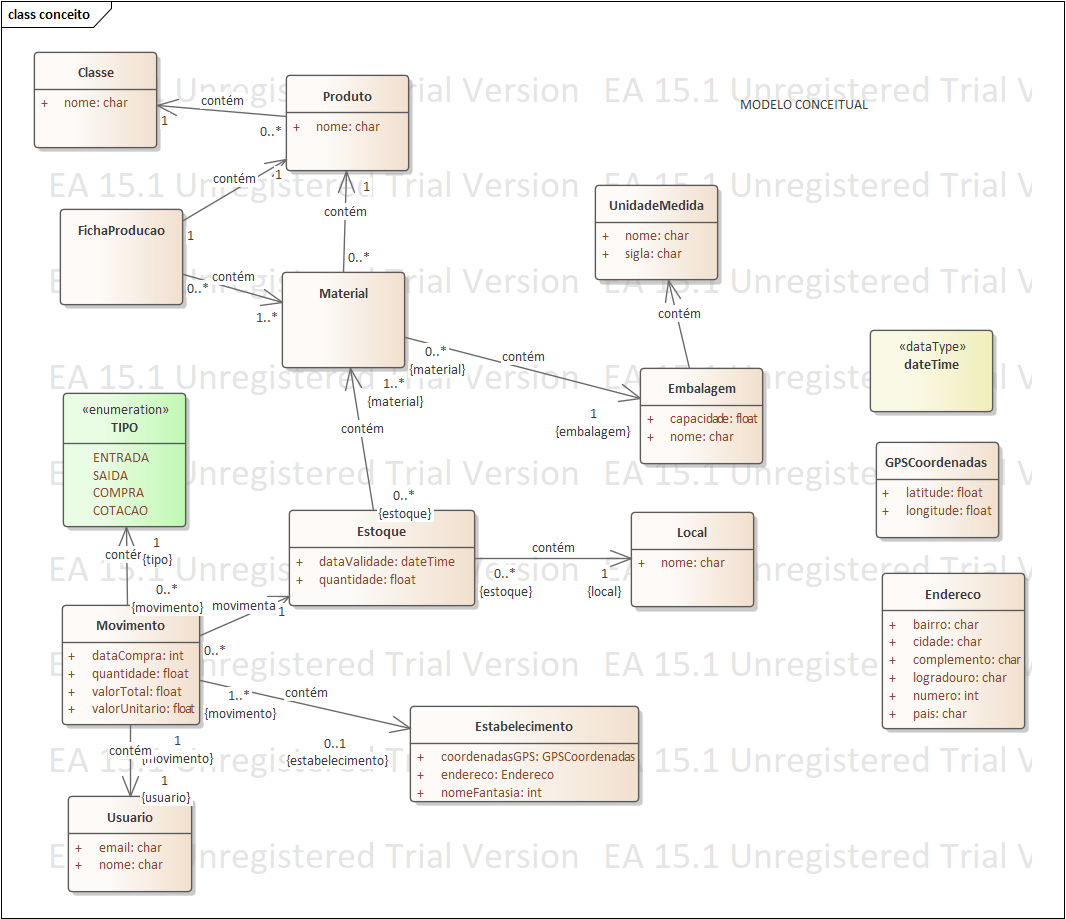 class conceito
MODELO CONCEITUAL
Classe
+ nome: char
contém
1
0..*
Produto
+ nome: char
contém
1
1
FichaProducao
contém
0..*
1..*
contém
1
0..*
Material
UnidadeMedida
+ nome: char
+ sigla: char
contém
Embalagem
+ capacidade: float
+ nome: char
contém
0..*
{material}
1
{embalagem}
«dataType»
dateTime
GPSCoordenadas
+ latitude: float
+ longitude: float
Endereco
+ bairro: char
+ cidade: char
+ complemento: char
+ logradouro: char
+ numero: int
+ pais: char
«enumeration»
TIPO
ENTRADA
SAIDA
COMPRA
COTACAO
1..*
{material}
contém
0..*
{estoque}
Estoque
+ dataValidade: dateTime
+ quantidade: float
contém
0..*
{estoque}
1
{local}
Local
+ nome: char
contém
1
{tipo}
0..*
{movimento}
movimenta
1
0..*
Movimento
+ dataCompra: int
+ quantidade: float
+ valorTotal: float
+ valorUnitario: float
contém
1..*
{movimento}
0..1
{estabelecimento}
Estabelecimento
+ coordenadasGPS: GPSCoordenadas
+ endereco: Endereco
+ nomeFantasia: int
contém
1
{movimento}
1
{usuario}
Usuario
+ email: char
+ nome: char
EA 15.1 Unregistered Trial Version EA 15.1 Unregistered Trial V